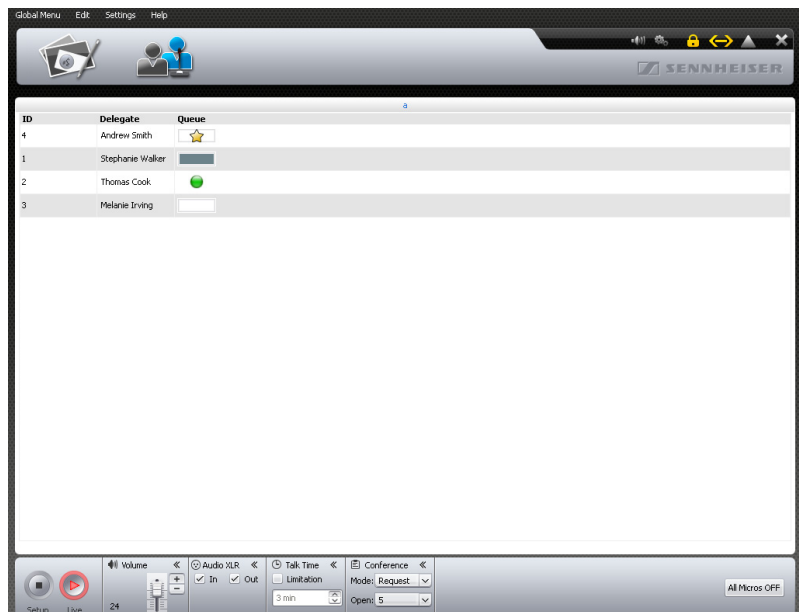 Global Menu Edit Settings Help
SENNHEISER
a
ID Delegate Queue
4 Andrew Smith
1 Stephanie Walker
2 Thomas Cook
3 Melanie Irving
Volume « Audio XLR « Talk Time « Conference «
+ In Out Limitation Mode: Request
-
24 3 min Open: 5
All Micros OFF
Setup Live